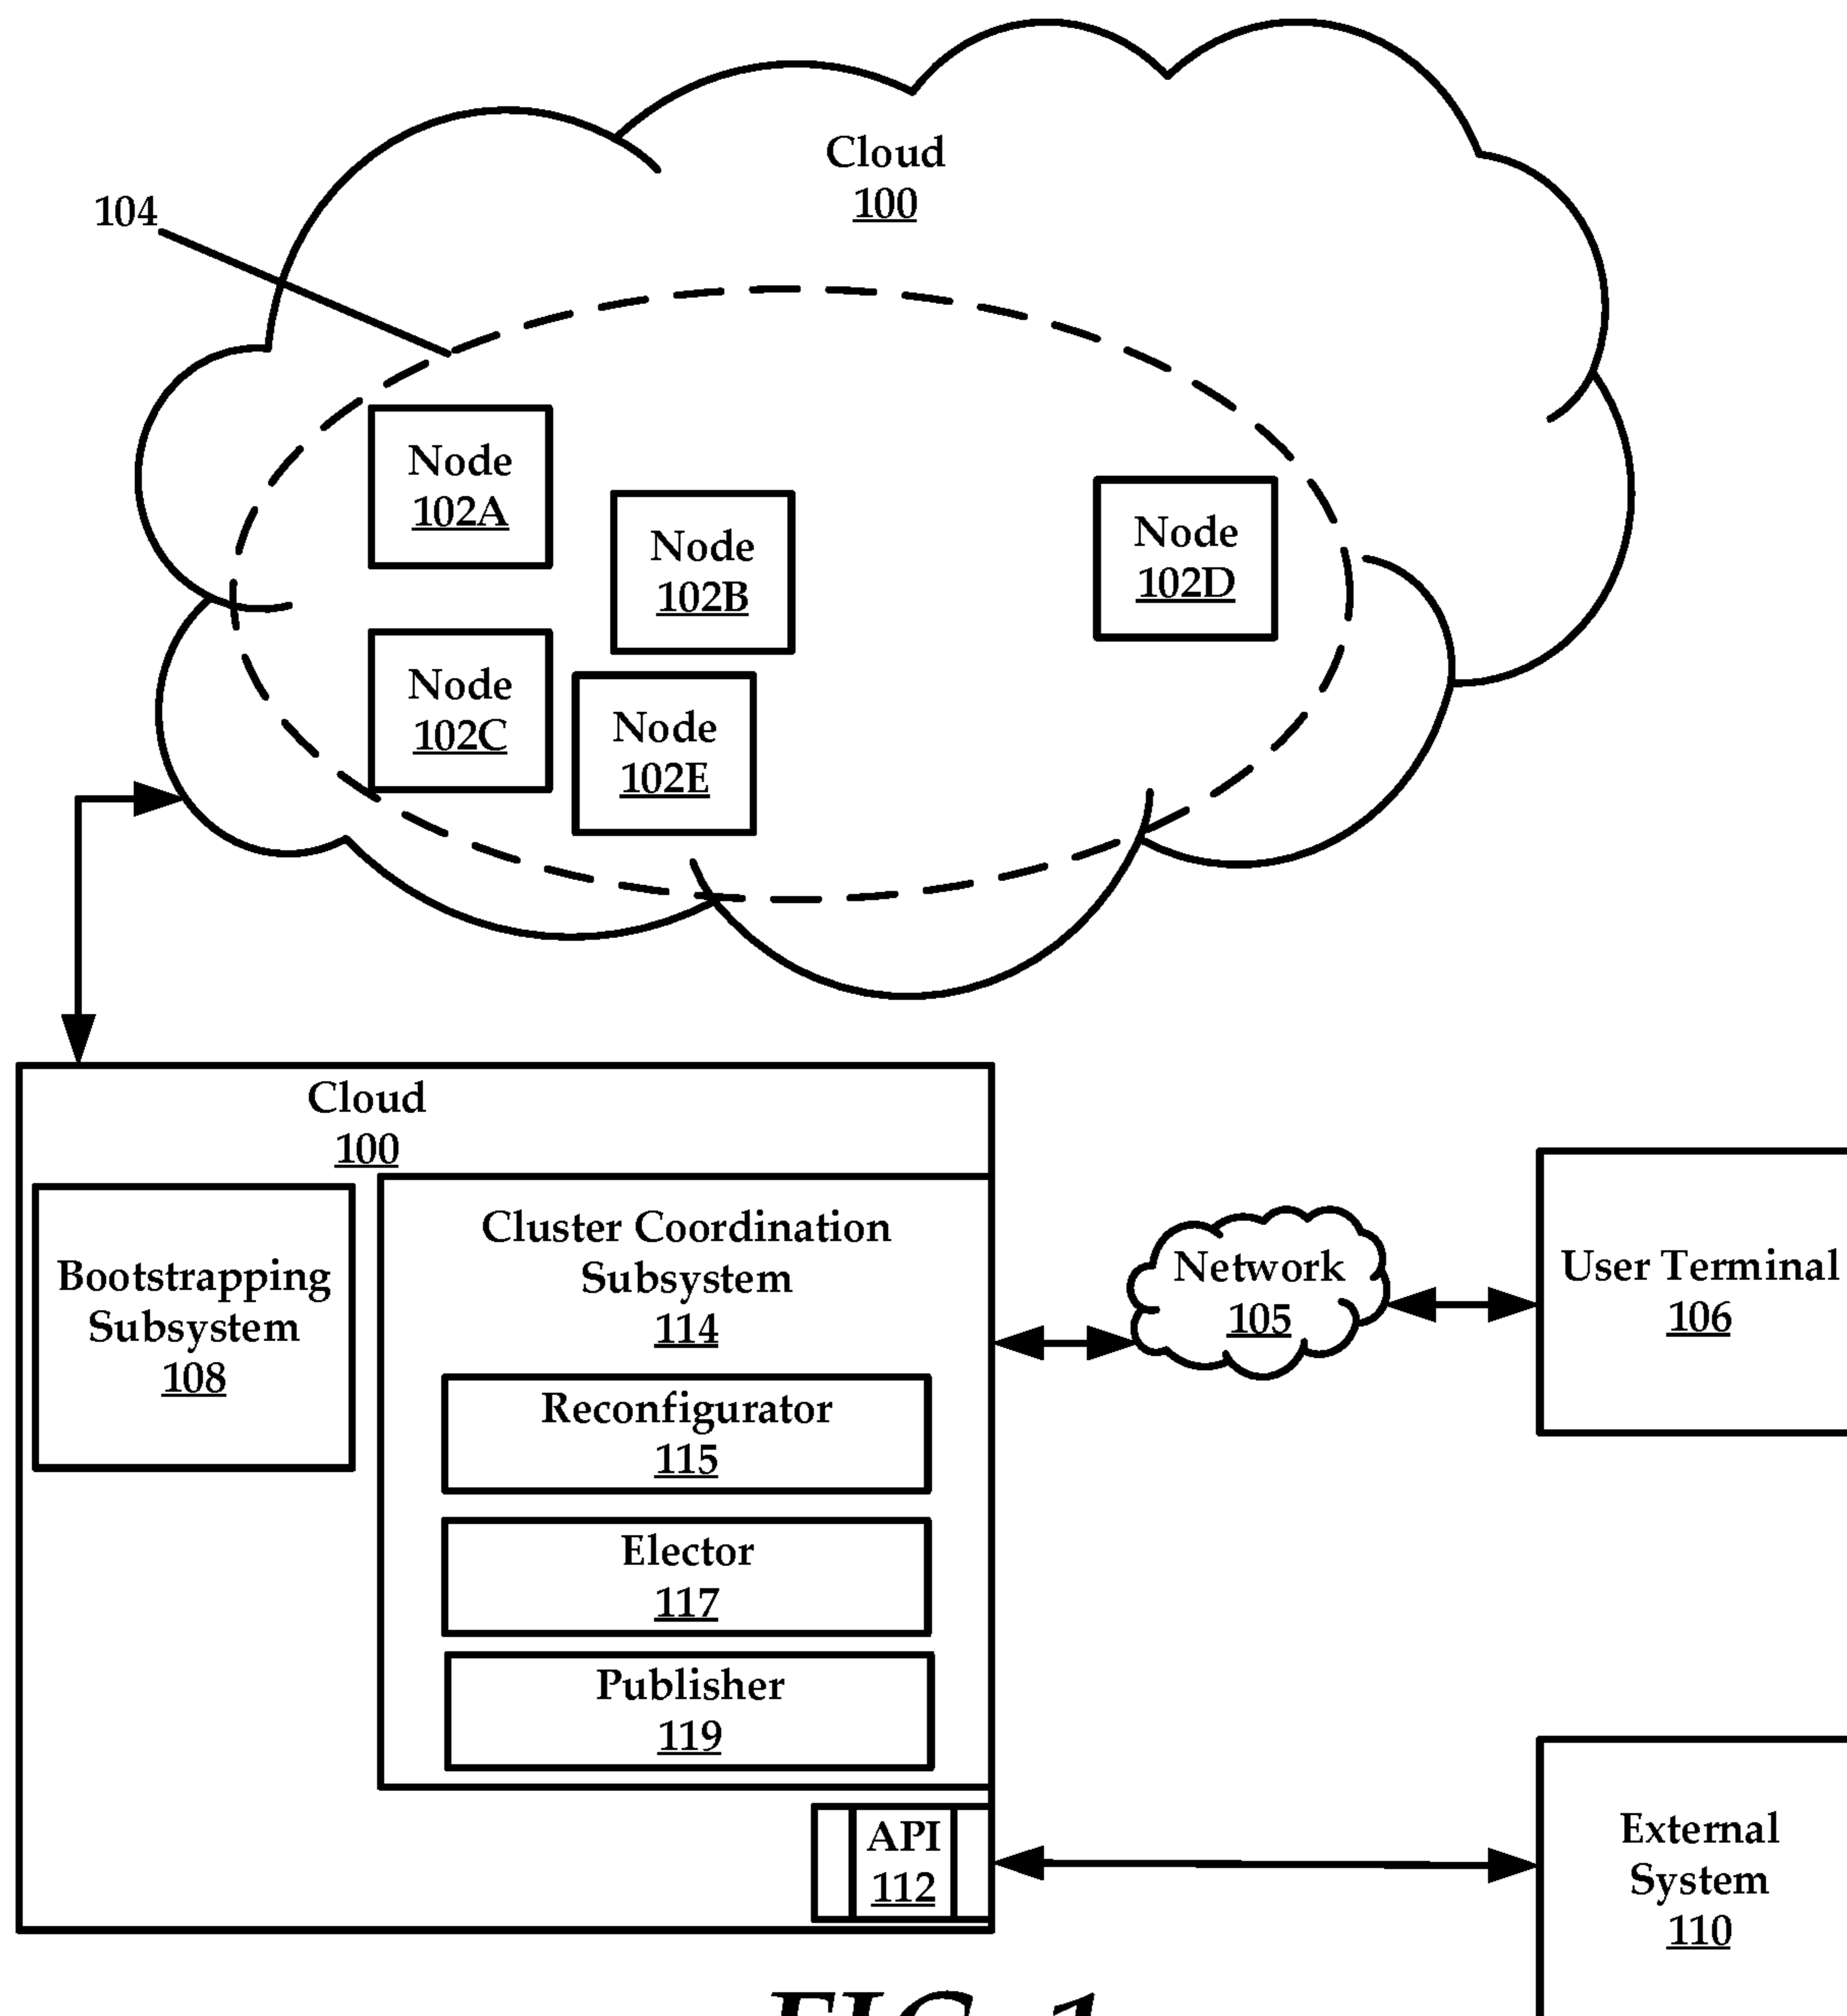 Cloud
100
104
Node
102A
Node
102B
Node
102D
Node
102C
Node
102E
Cloud
100
Bootstrapping
Subsystem
108
Cluster Coordination
Subsystem
114
Reconfigurator
115
Elector
117
Publisher
119
API
112
Network
105
User Terminal
106
External
System
110
FIG. 1